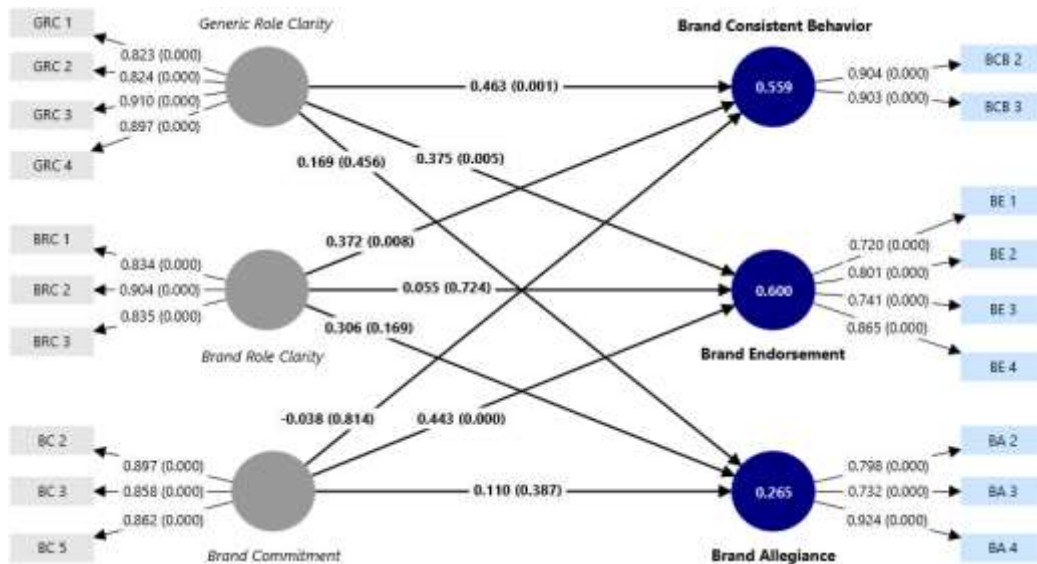 Generic Role Clarity
Brand Consistent Behavior
GRC 1
GRC 2
GRC 3
GRC 4
0.823 (0.000)
0.824 (0.000)
0.910 (0.000)
0.897 (0.000)
0.463 (0.001)
0.559
0.904 (0.000)
0.903 (0.000)
BCB 2
BCB 3
0.169 (0.456)
0.375 (0.005)
BRC 1
BRC 2
BRC 3
0.834 (0.000)
0.904 (0.000)
0.835 (0.000)
Brand Role Clarity
0.372 (0.008)
0.055 (0.724)
0.306 (0.169)
0.600
Brand Endorsement
0.720 (0.000)
0.801 (0.000)
0.741 (0.000)
0.865 (0.000)
BE 1
BE 2
BE 3
BE 4
-0.038 (0.814)
0.443 (0.000)
BC 2
BC 3
BC 5
0.897 (0.000)
0.858 (0.000)
0.862 (0.000)
Brand Commitment
0.110 (0.387)
0.265
Brand Allegiance
0.798 (0.000)
0.732 (0.000)
0.924 (0.000)
BA 2
BA 3
BA 4